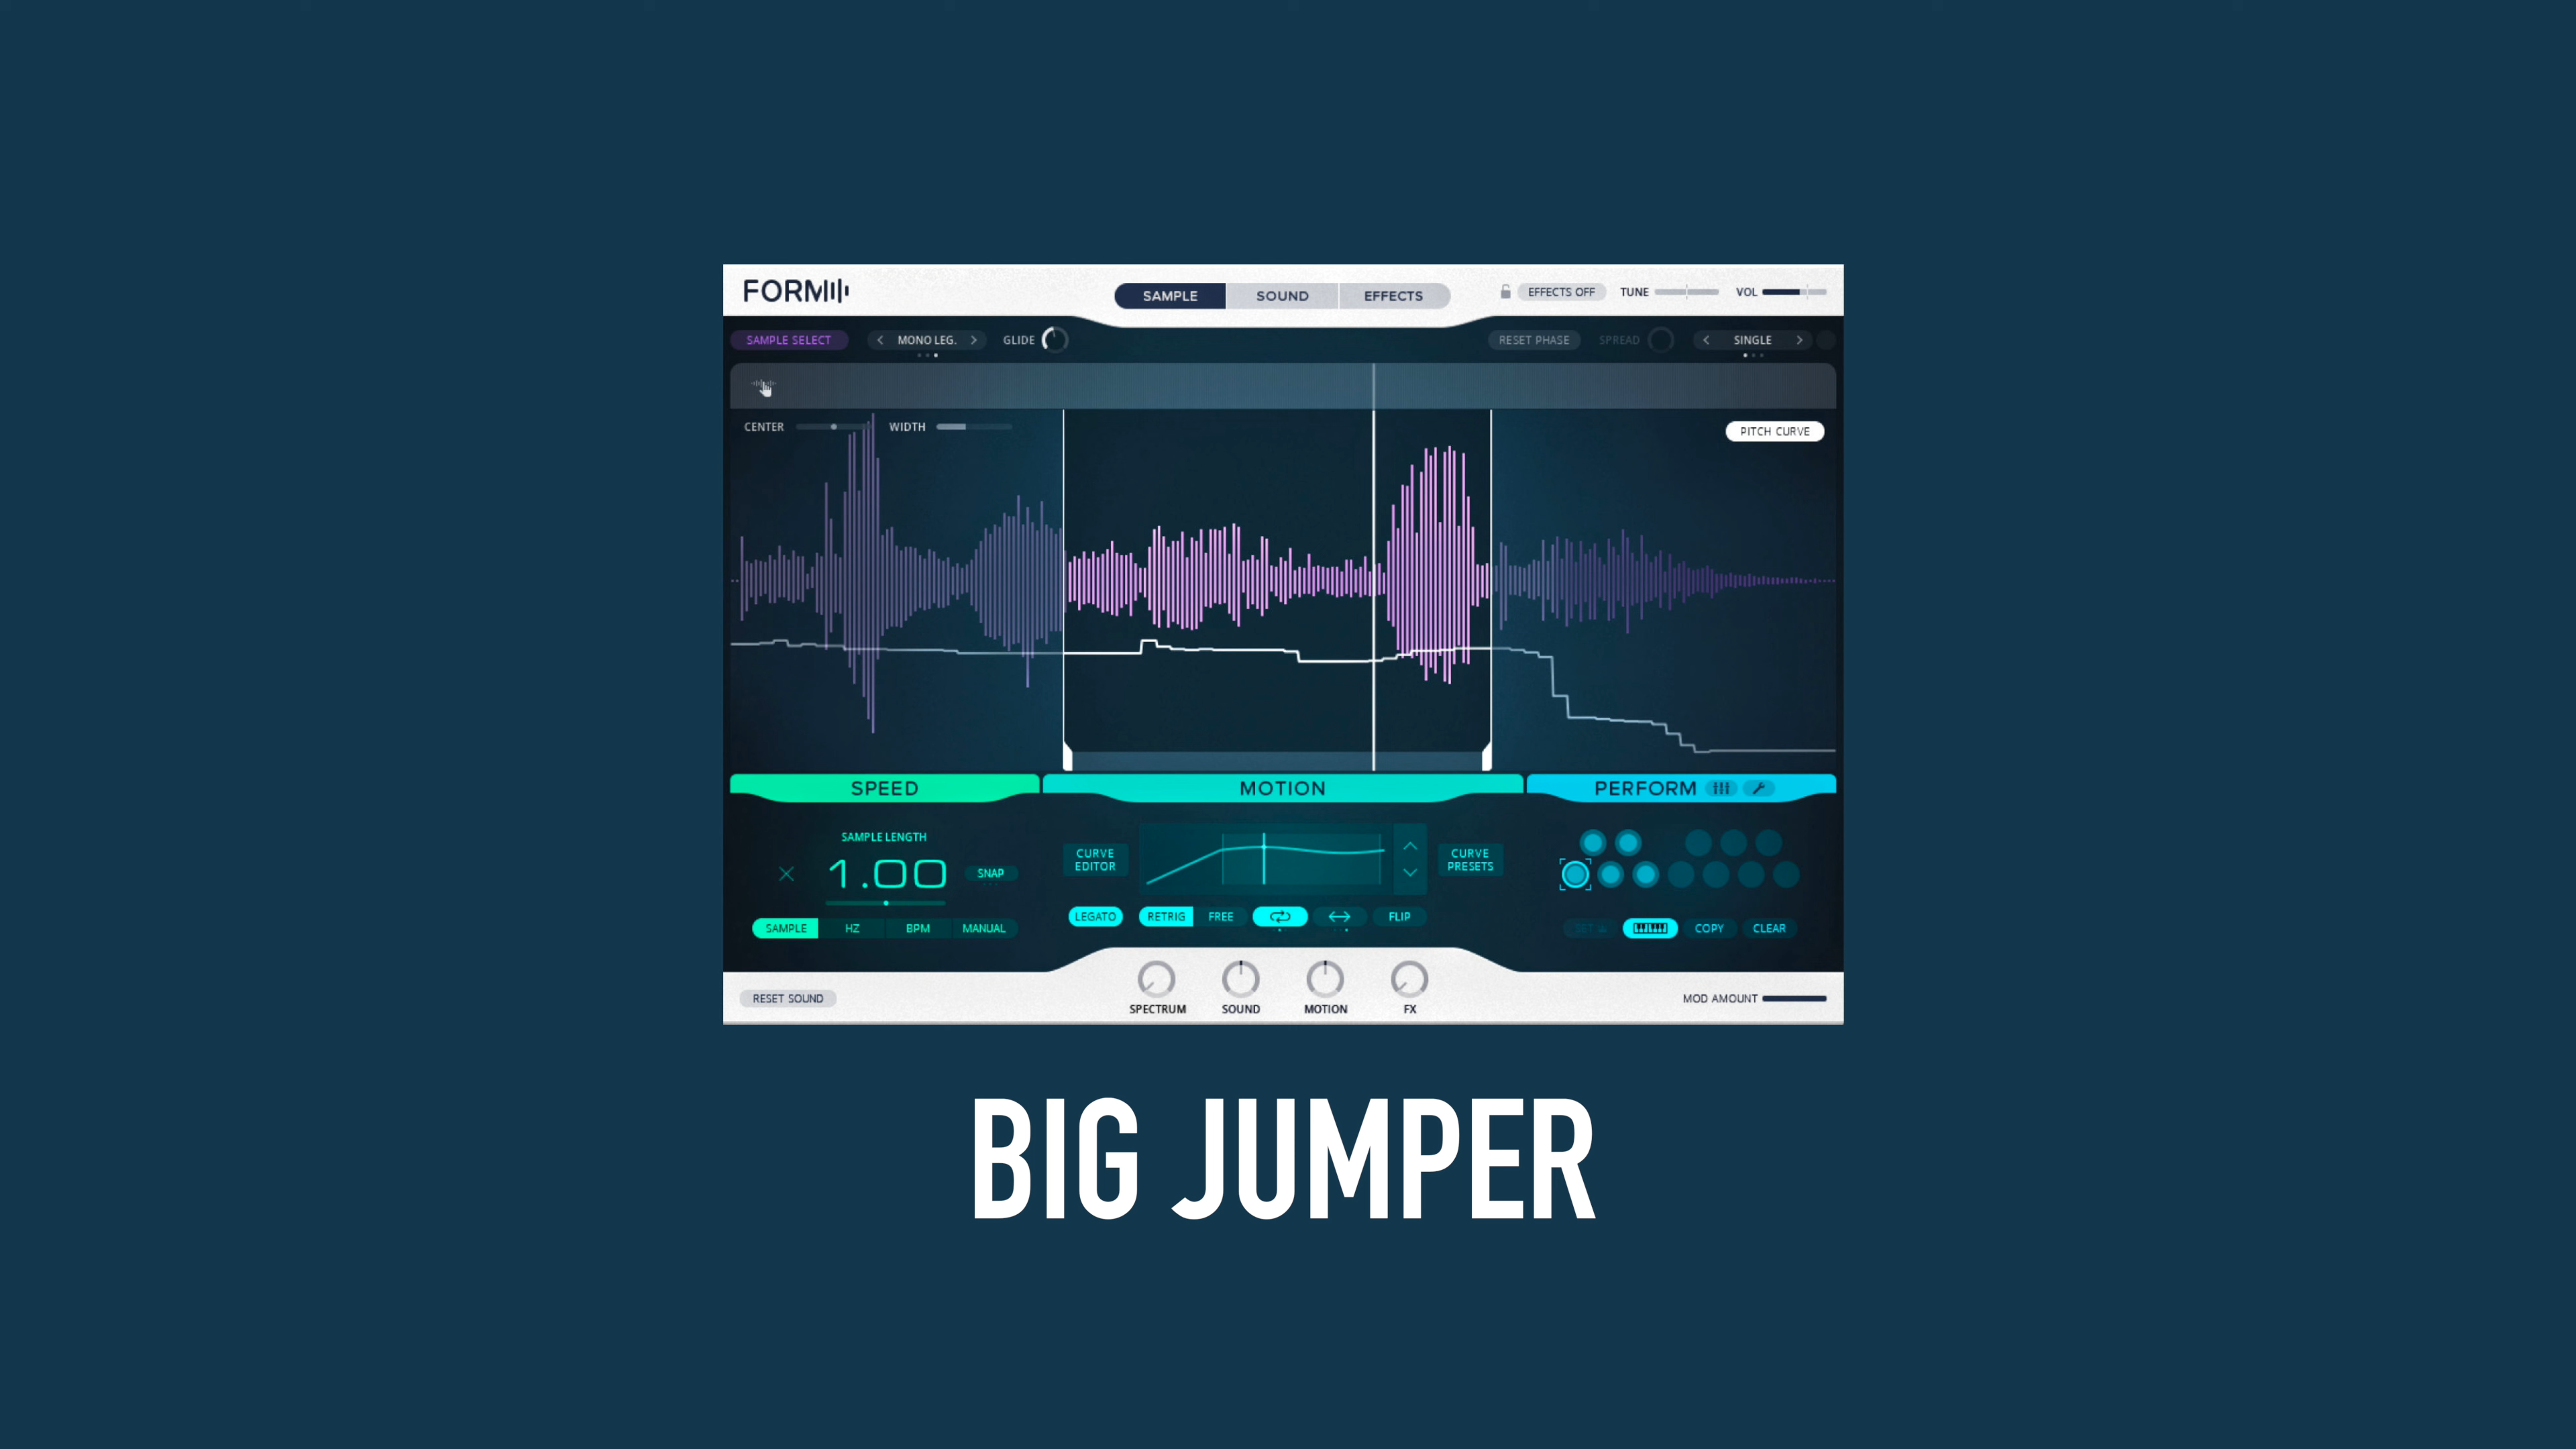 FORM
SAMPLE SOUND EFFECTS
EFFECTS OFF TUNE VOL
SAMPLE SELECT < MONO LEG. > GLIDE
RESET PHASE SPREAD < SINGLE >
CENTER WIDTH
PITCH CURVE
SPEED MOTION PERFORM
SAMPLE LENGTH
1.00
SNAP
SAMPLE HZ BPM MANUAL
CURVE
EDITOR
CURVE
PRESETS
LEGATO RETRIG FREE FLIP
SET COPY CLEAR
RESET SOUND
SPECTRUM SOUND MOTION FX
MOD AMOUNT
BIG JUMPER